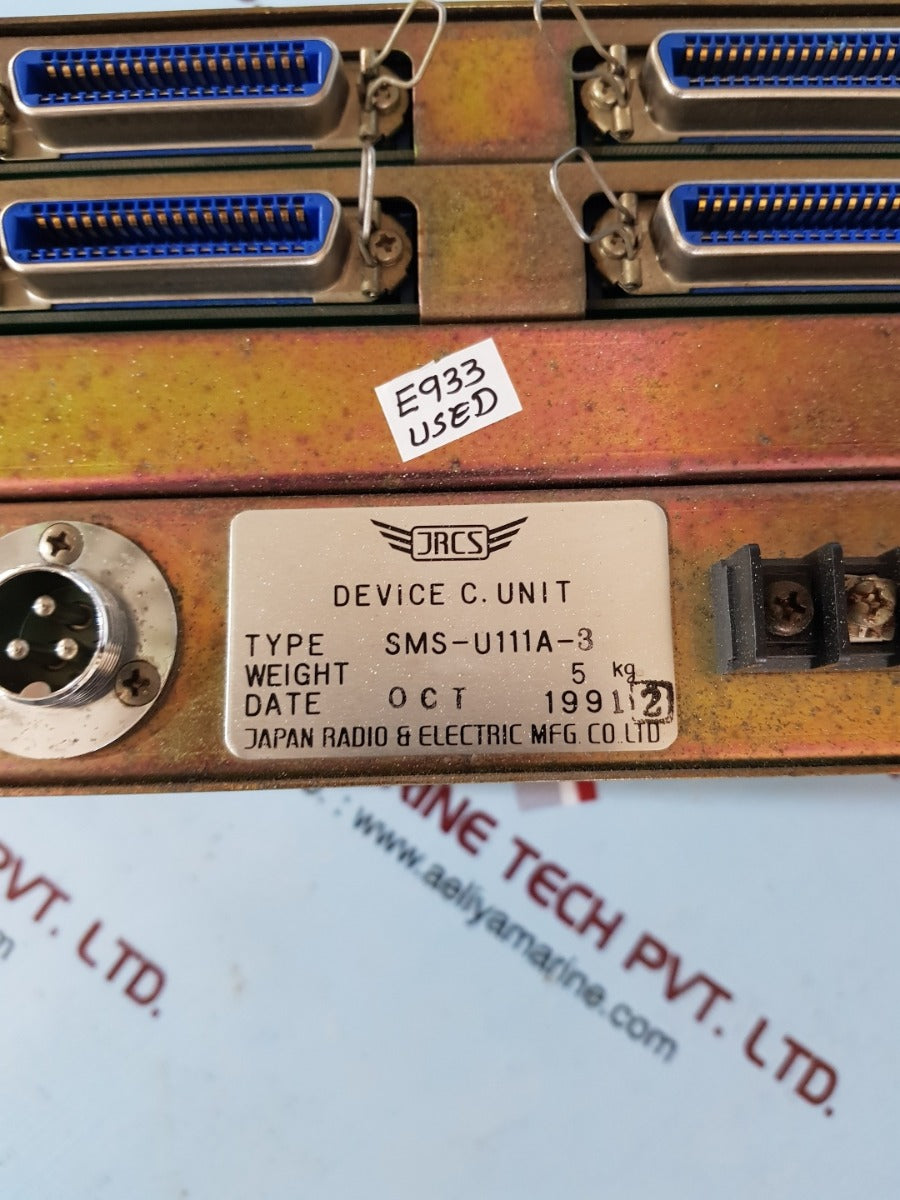 E933
USED
JRCS
DEViCE C. UNIT
TYPE SMS-U111A-3
WEIGHT 5 kg
DATE OCT 1991 2
JAPAN RADIO & ELECTRIC MFG. CO. LTD
PVT. LTD.
RINE TECH PVT. LTD.
: www.aeliyamarine.com